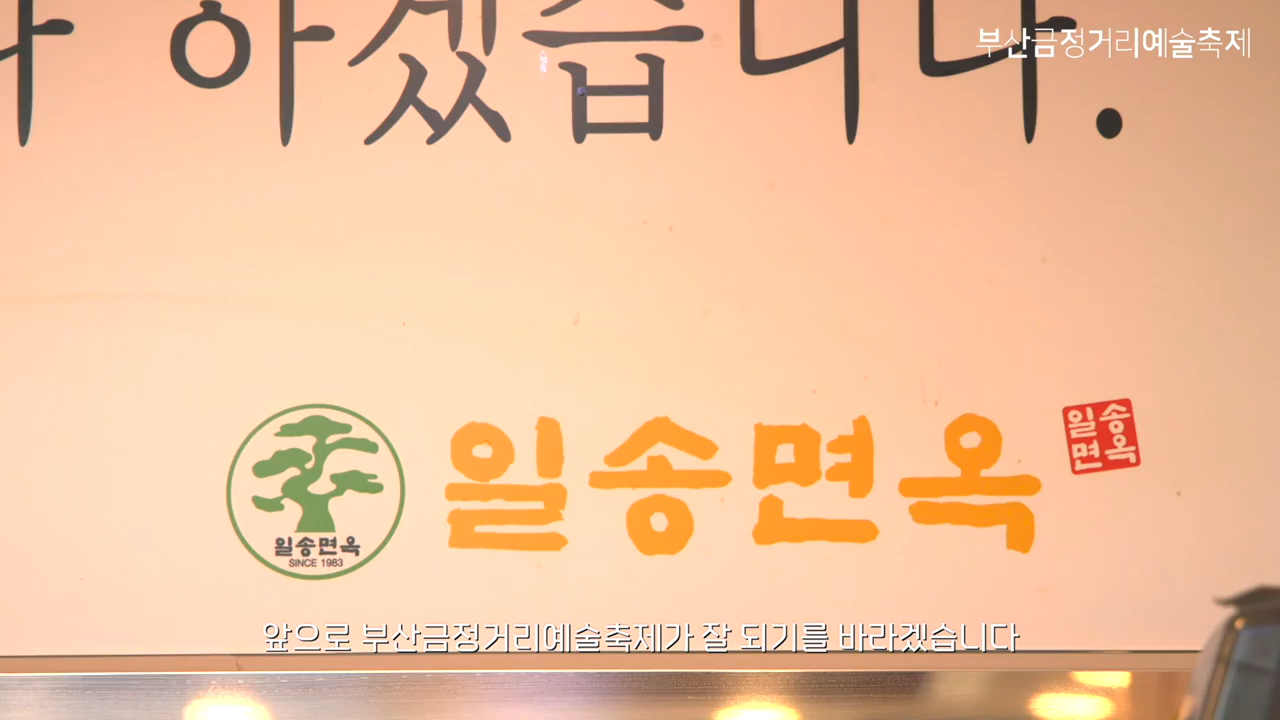 하겠습니다.
부산금정거리예술축제
일송면옥
일송
면옥
일송면옥
SINCE 1983
앞으로 부산금정거리예술축제가 잘 되기를 바라겠습니다